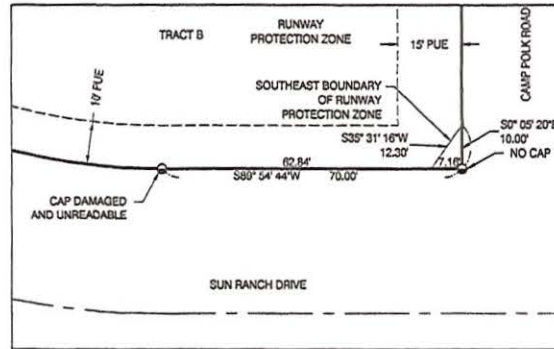 TRACT B
RUNWAY
PROTECTION ZONE
15' PUE
CAMP POLK ROAD
10' PUE
SOUTHEAST BOUNDARY
OF RUNWAY
PROTECTION ZONE
S35° 31' 16"W
12.30'
S0° 05' 20"E
10.00'
NO CAP
62.84'
7.16'
S89° 54' 44"W
70.00'
CAP DAMAGED
AND UNREADABLE
SUN RANCH DRIVE